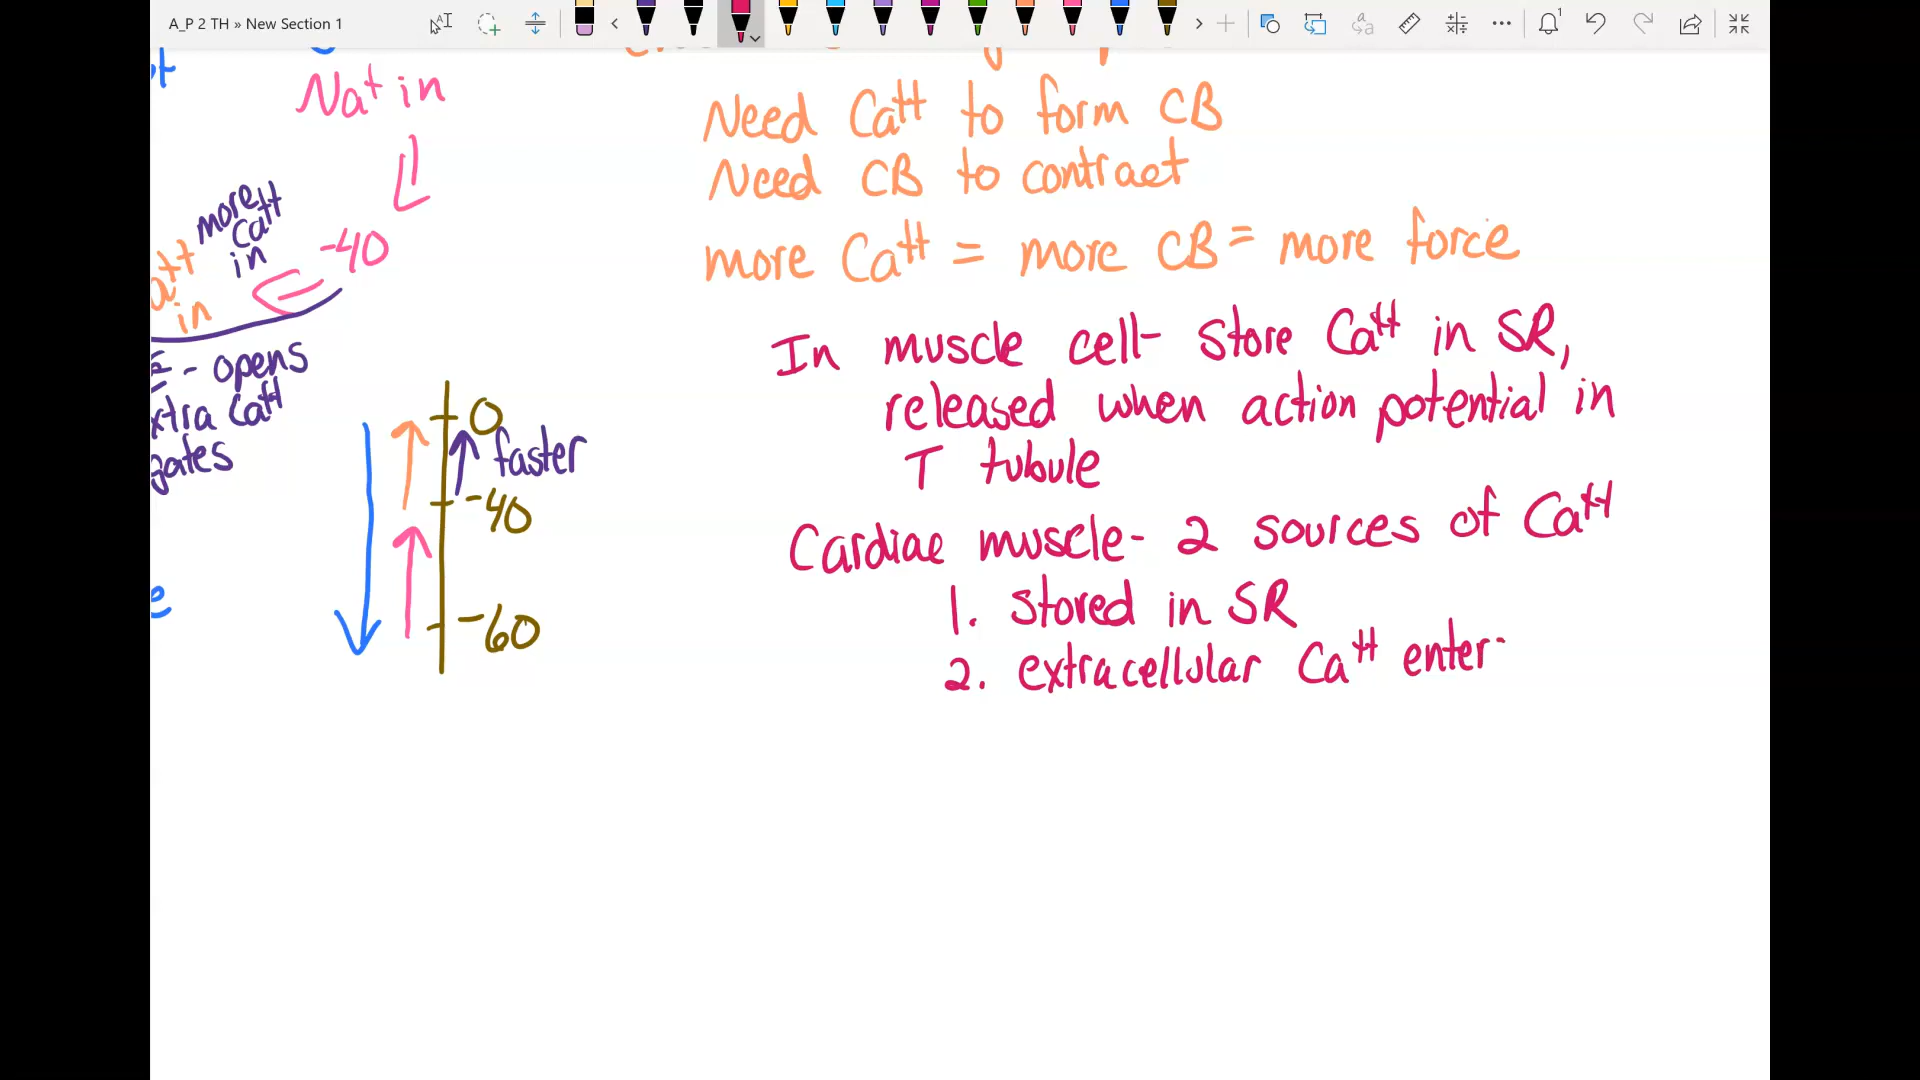 A_P 2 TH » New Section 1
Na+ in
more
Ca++
in
-40
in
- opens
xtra Ca++
gates
0
faster
-40
-60
Need Ca++ to form CB
Need CB to contract
more Ca++ = more CB = more force
In muscle cell- store Ca++ in SR,
released when action potential in
T tubule
Cardiac muscle- 2 sources of Ca++
1. stored in SR
2. extracellular Ca++ enter-